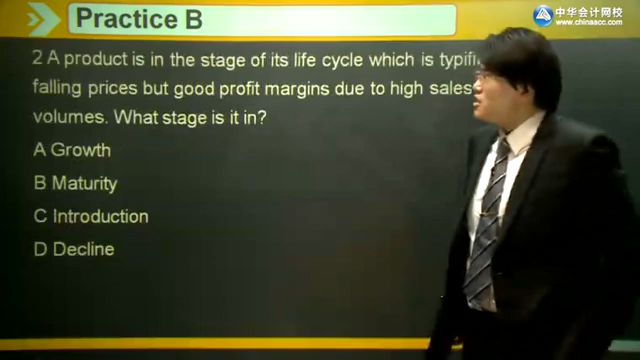 Practice B
中华会计网校
www.chinaacc.com
2 A product is in the stage of its life cycle which is
falling prices but good profit margins due to high sales
volumes. What stage is it in?
A Growth
B Maturity
C Introduction
D Decline